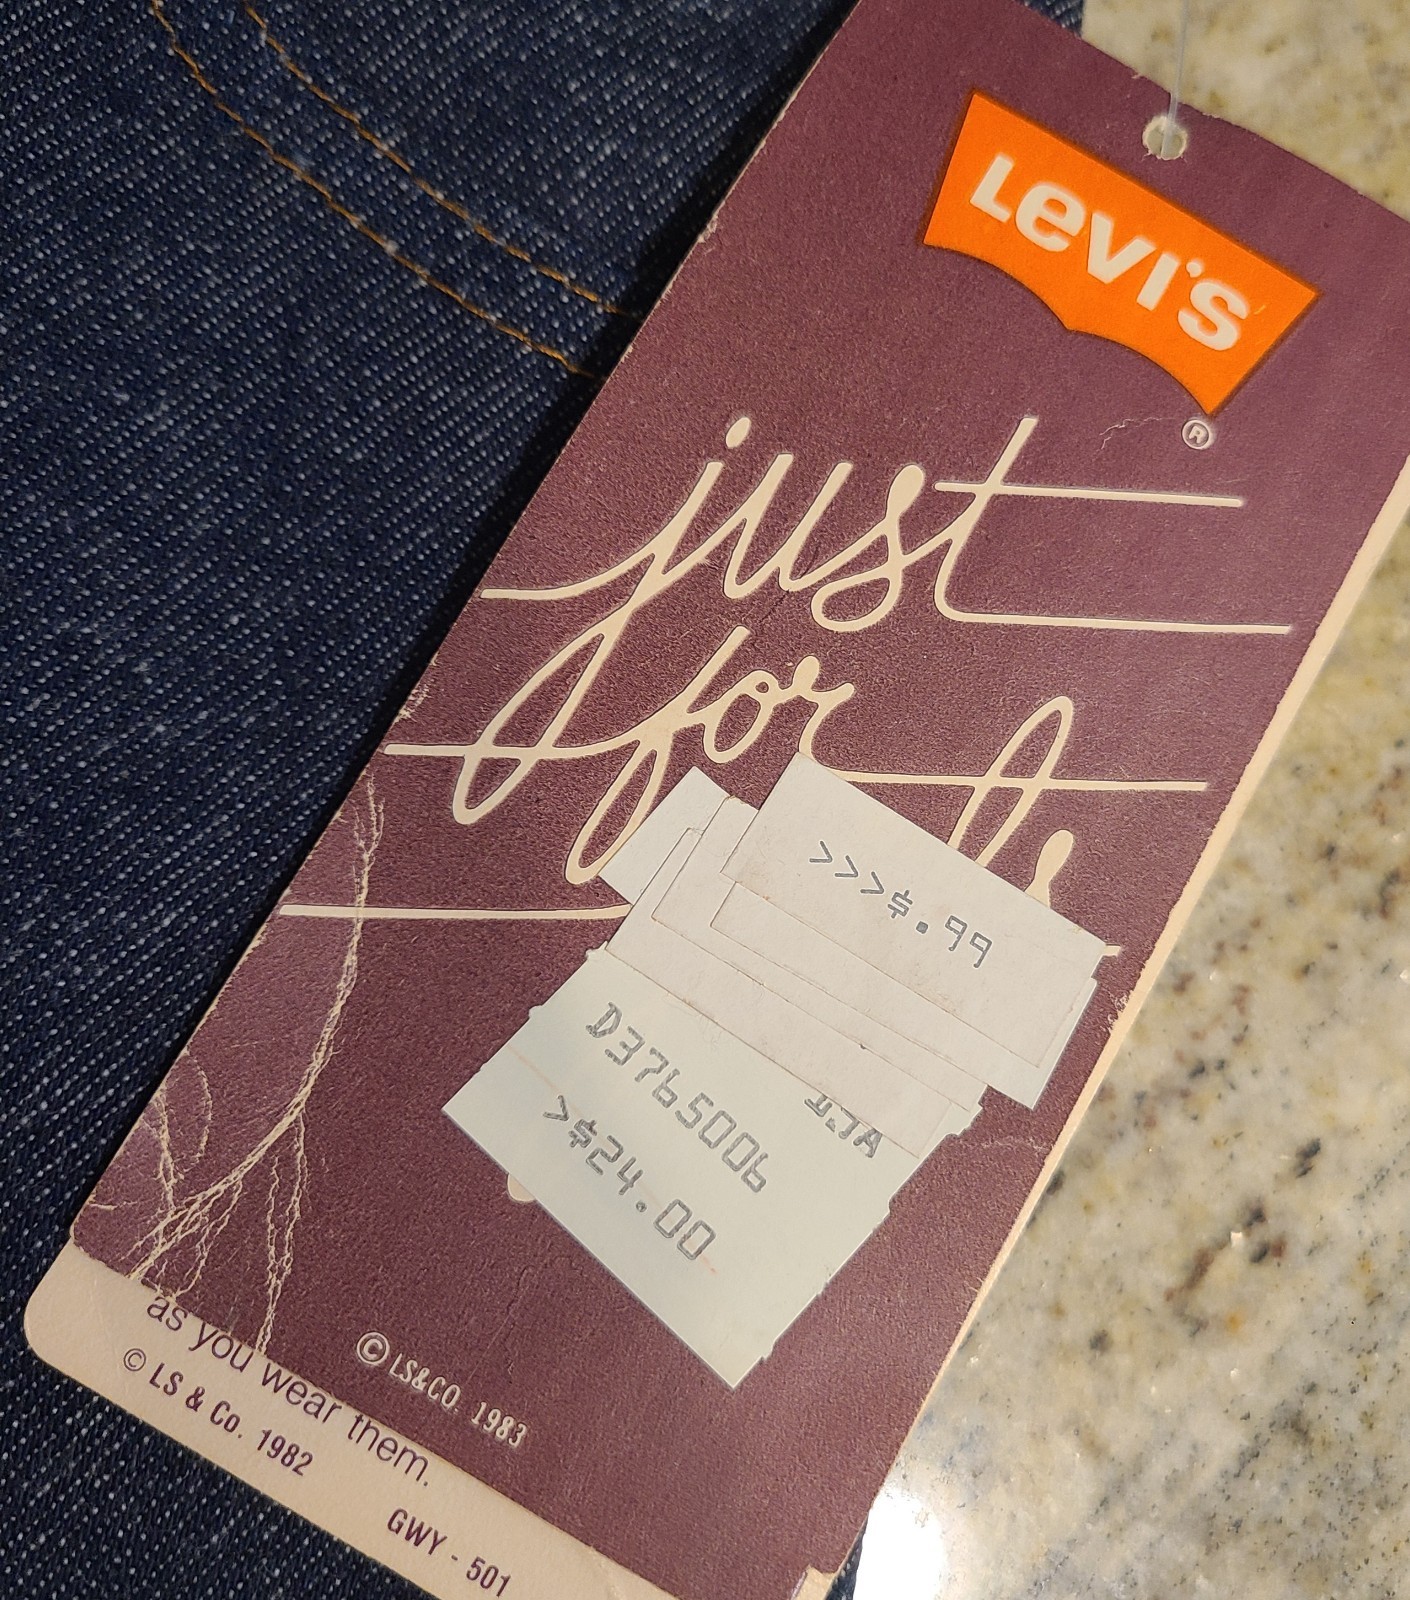 LEVI'S
®
just
for
>>>$.99
D3765006
>$24.00
© LS&CO. 1983
as you wear them.
© LS & Co. 1982
GWY - 501